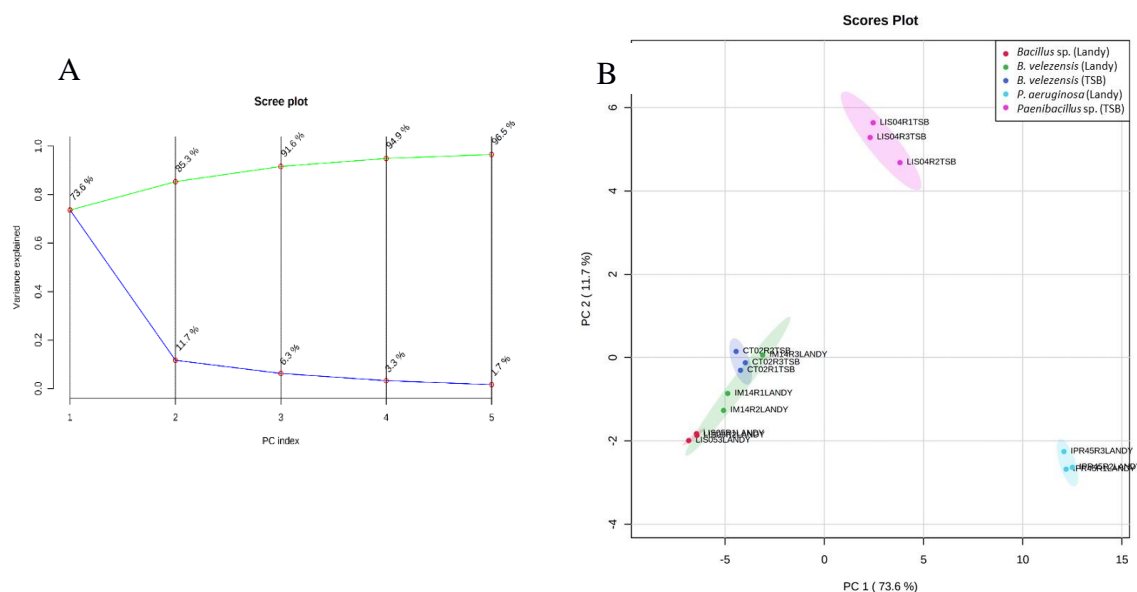 A
Scree plot
73.6 %
85.3 %
91.6 %
94.9 %
96.5 %
11.7 %
6.3 %
3.3 %
1.7 %
Variance explained
1.0
0.8
0.6
0.4
0.2
0.0
1 2 3 4 5
PC index
B
Scores Plot
Bacillus sp. (Landy)
B. velezensis (Landy)
B. velezensis (TSB)
P. aeruginosa (Landy)
Paenibacillus sp. (TSB)
LIS04R1TSB
LIS04R3TSB
LIS04R2TSB
CT02R2TSB
IM14R3LANDY
CT02R3TSB
CT02R1TSB
IM14R1LANDY
IM14R2LANDY
LIS053LANDY
IPR45R3LANDY
PC 2 ( 11.7 %)
6
4
2
0
-2
-4
-5 0 5 10 15
PC 1 ( 73.6 %)